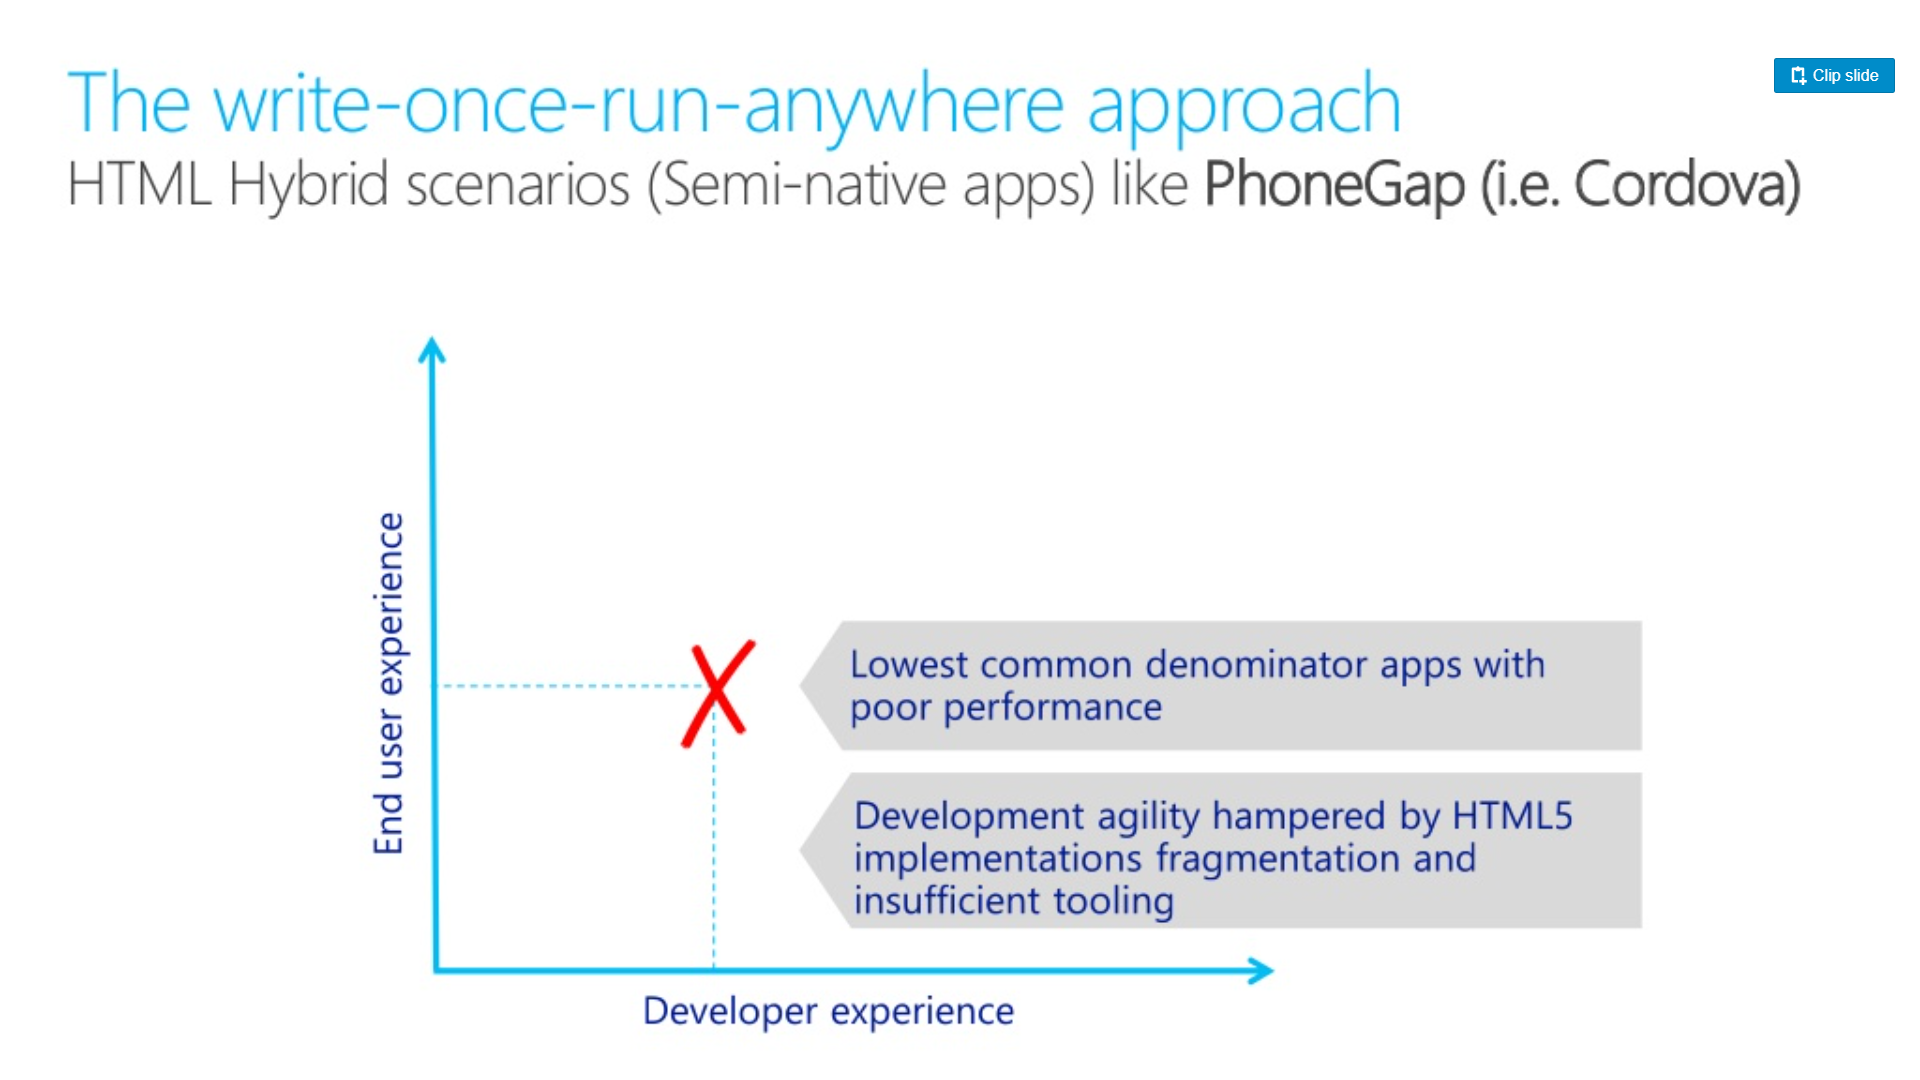 The write-once-run-anywhere approach
Clip slide
HTML Hybrid scenarios (Semi-native apps) like PhoneGap (i.e. Cordova)
End user experience
Lowest common denominator apps with
poor performance
Development agility hampered by HTML5
implementations fragmentation and
insufficient tooling
Developer experience